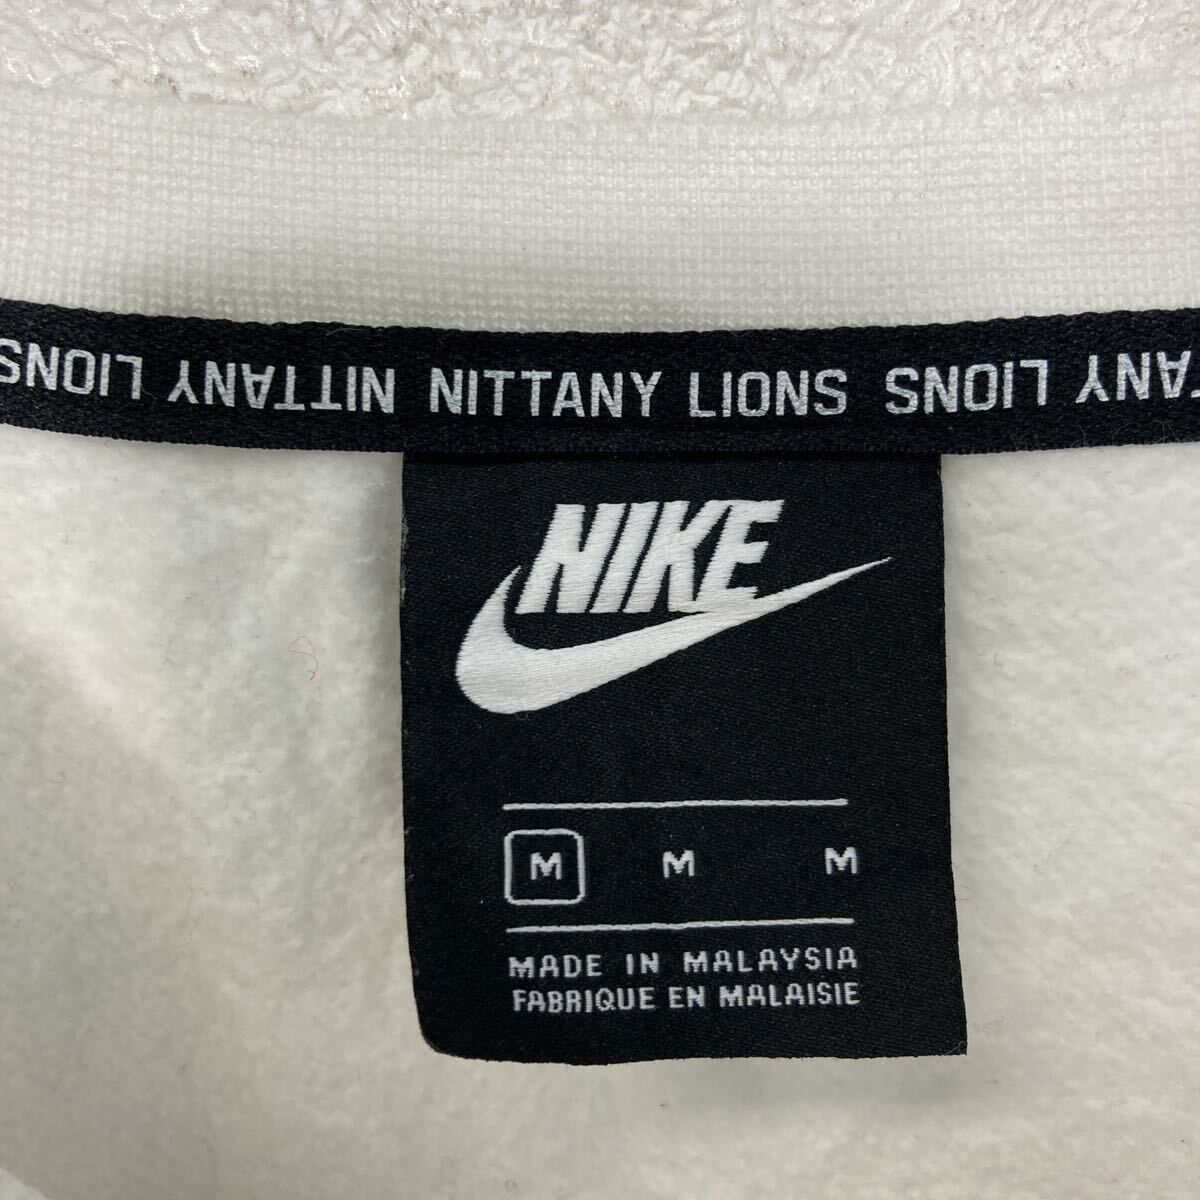 LIONS NITTANY NITTANY LIONS LIONS NITTANY
NIKE
M M M
MADE IN MALAYSIA
FABRIQUE EN MALAISIE